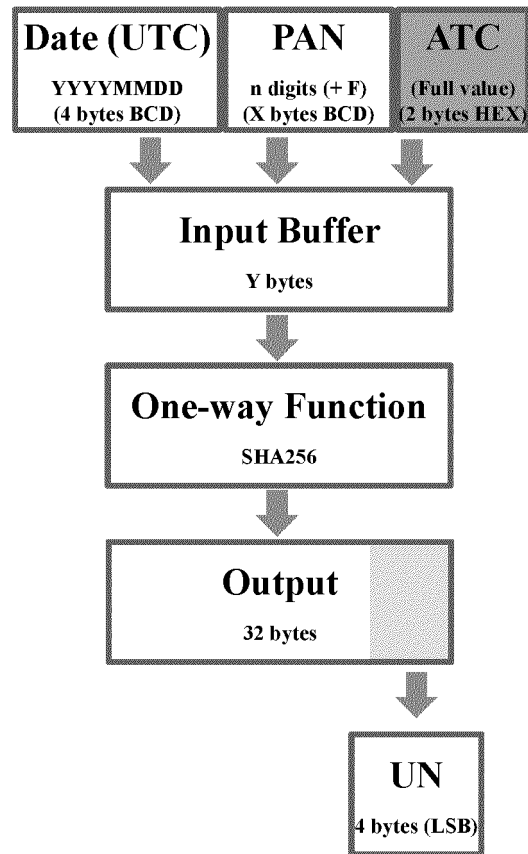 Date (UTC) PAN ATC
YYYYMMDD n digits (+ F) (Full value)
(4 bytes BCD) (X bytes BCD) (2 bytes HEX)
Input Buffer
Y bytes
One-way Function
SHA256
Output
32 bytes
UN
4 bytes (LSB)